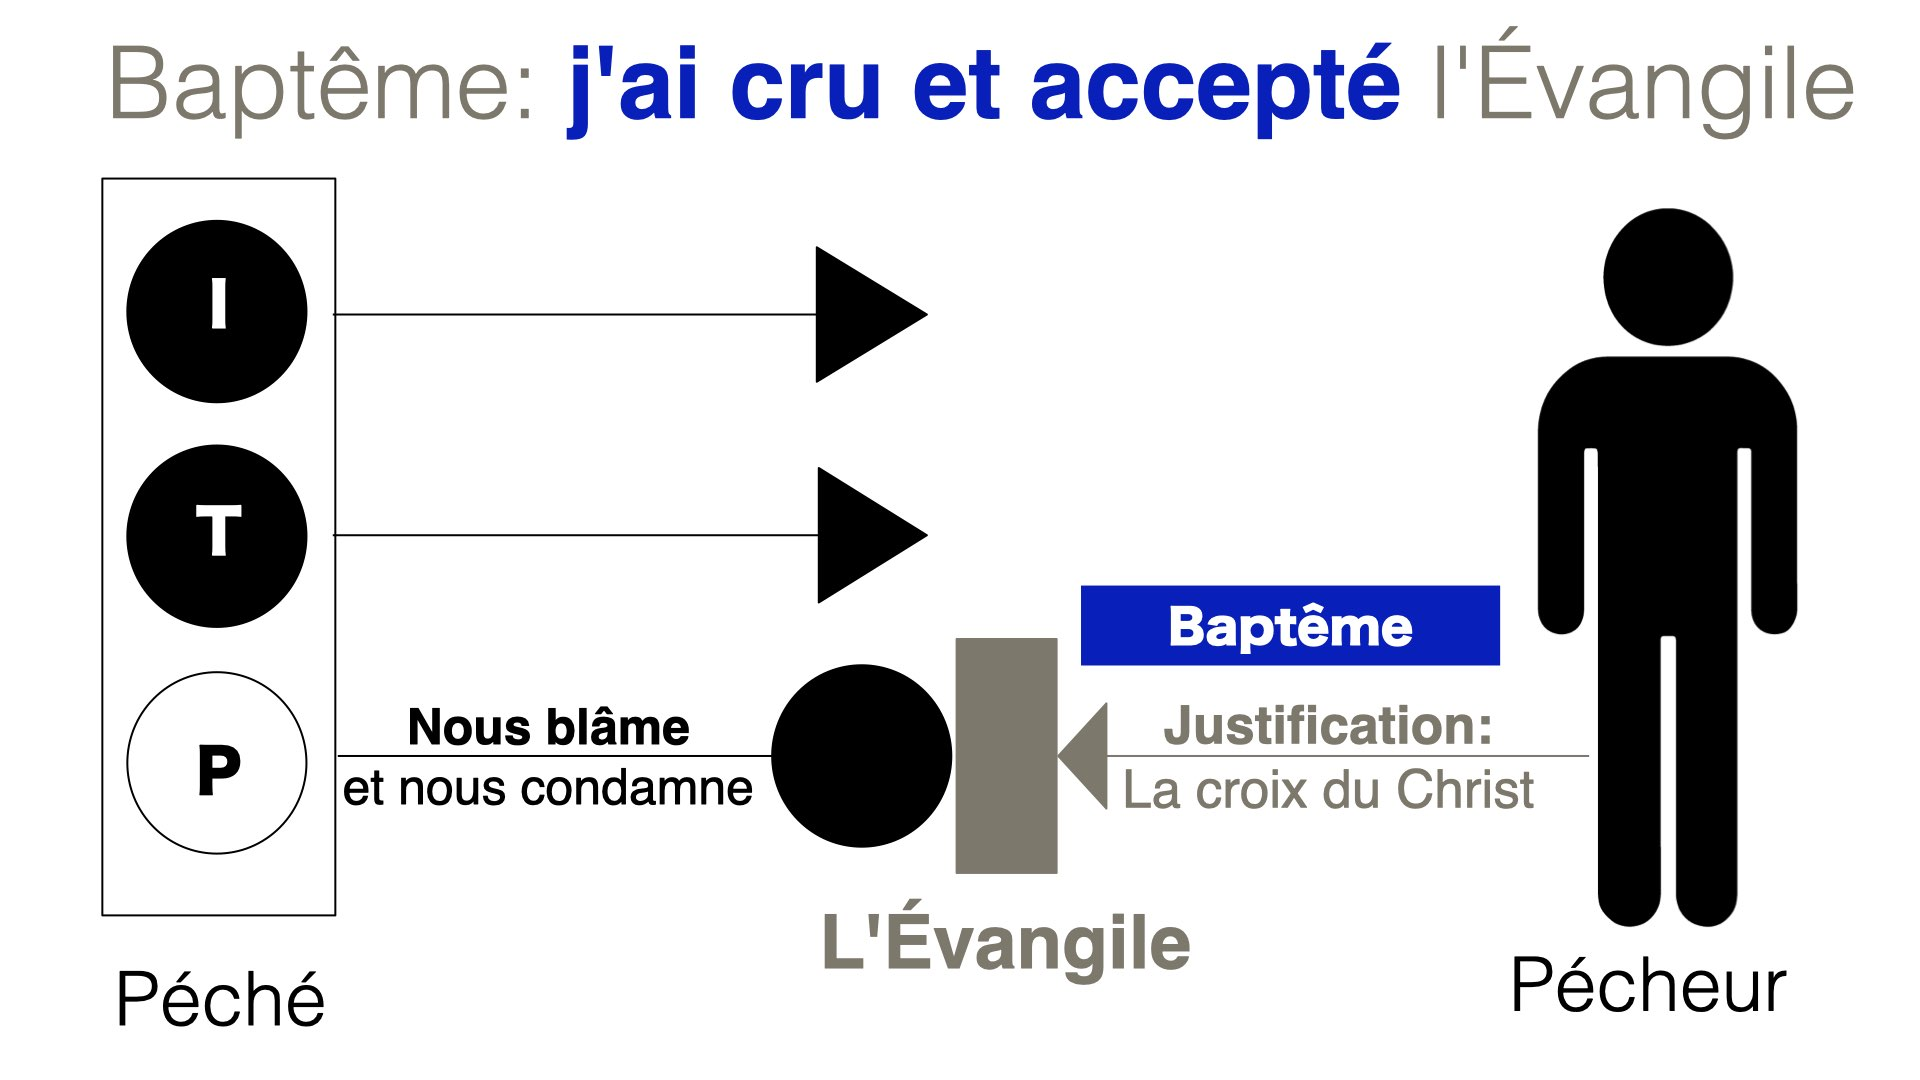 Baptême: j'ai cru et accepté l'Évangile
I
T
Baptême
P
Nous blâme
et nous condamne
Justification:
La croix du Christ
L'Évangile
Péché
Pécheur